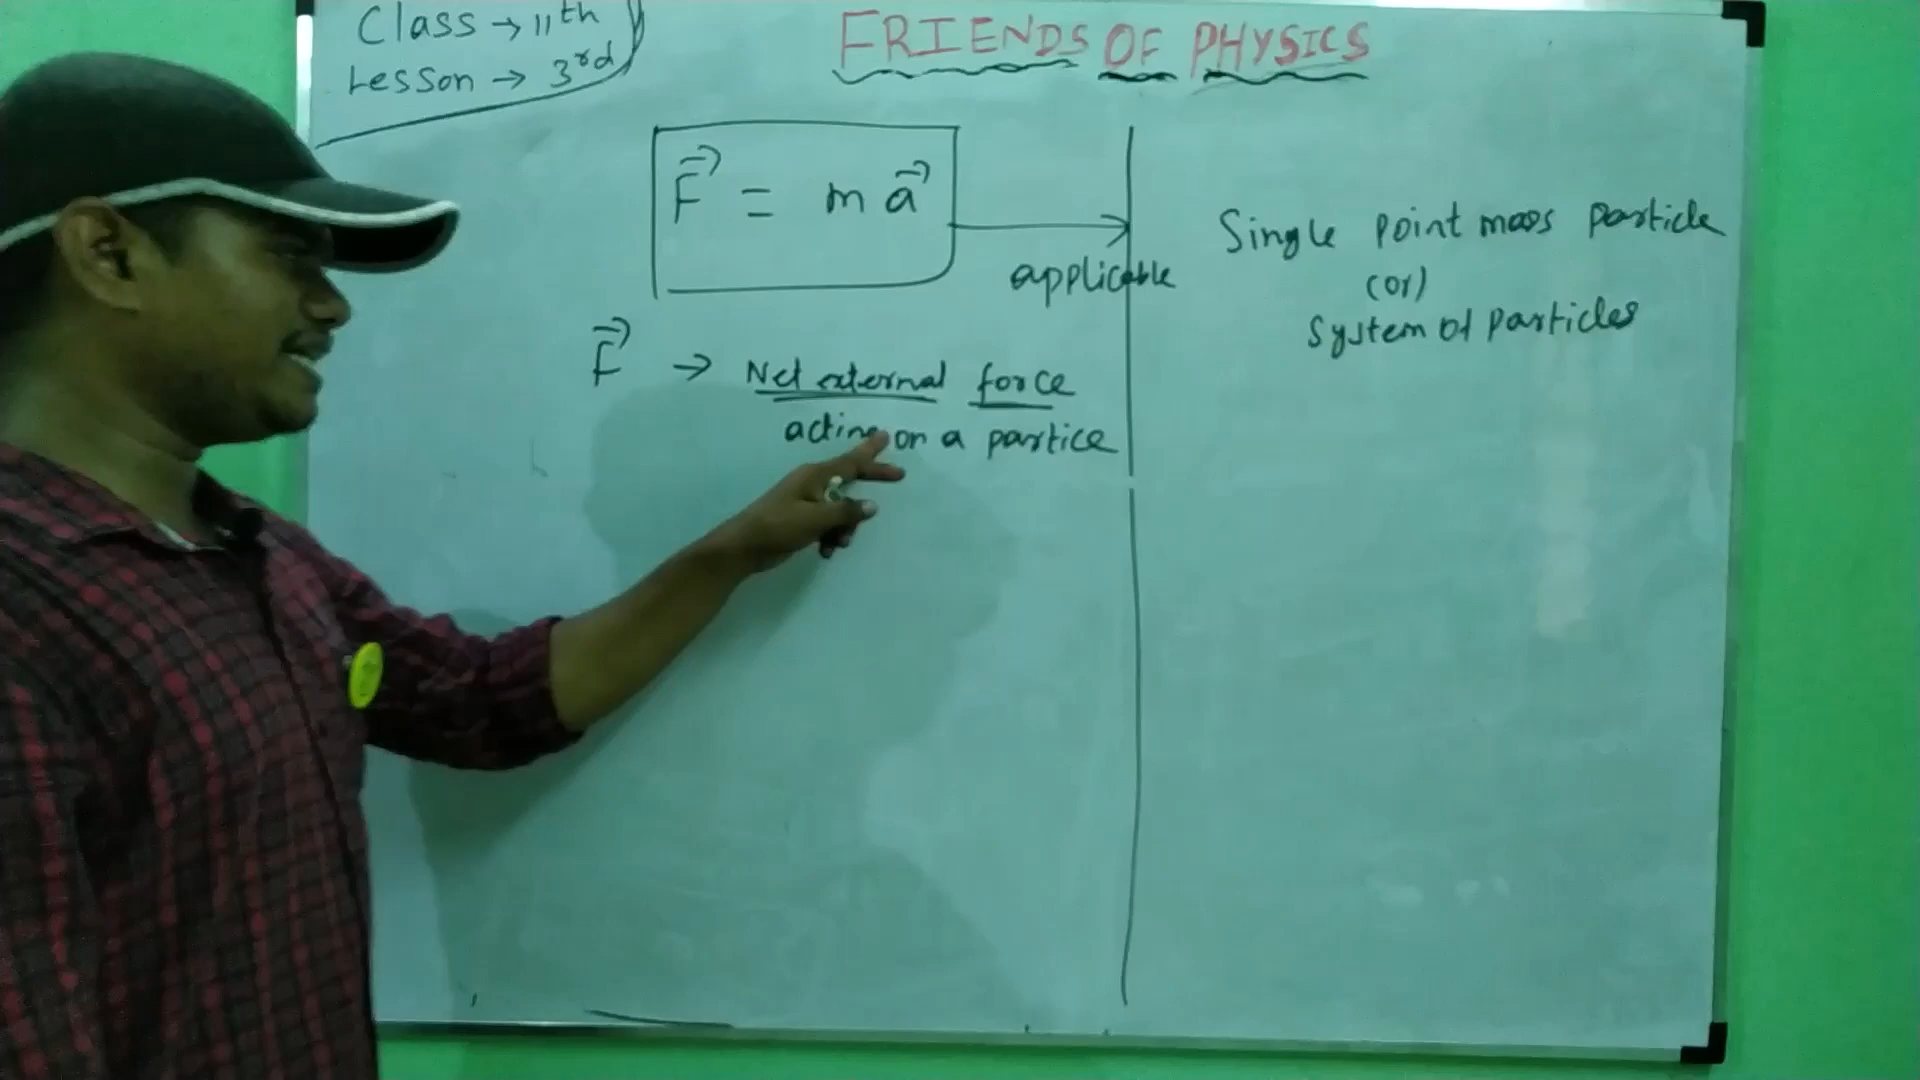 Class → 11th
Lesson → 3rd
FRIENDS OF PHYSICS
F⃗ = m a⃗
applicable
Single point mass particle
(or)
System of particles
F⃗ → Net external force
acting on a partice